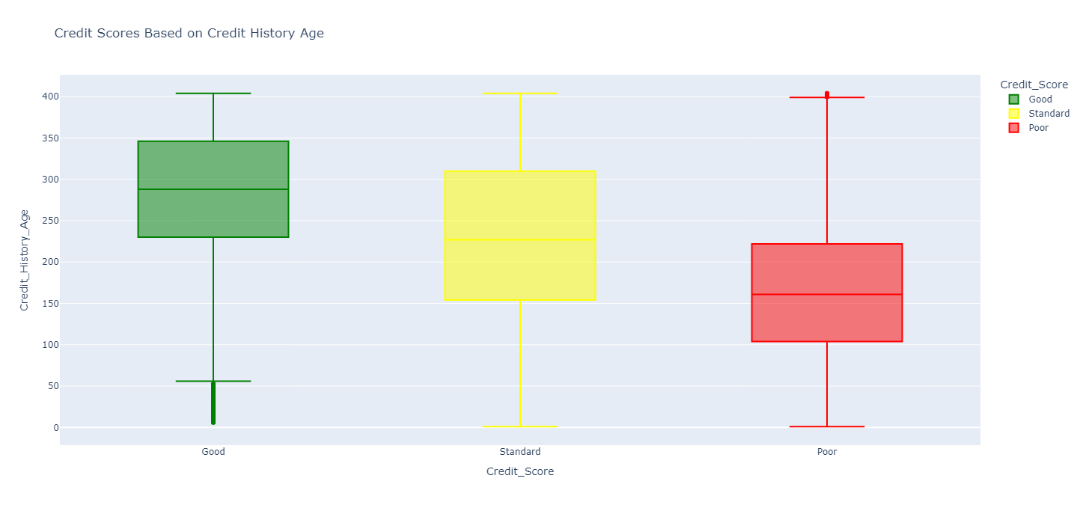 Credit Scores Based on Credit History Age
Credit_History_Age
400
350
300
250
200
150
100
50
0
Good
Standard
Poor
Credit_Score
Credit_Score
Good
Standard
Poor